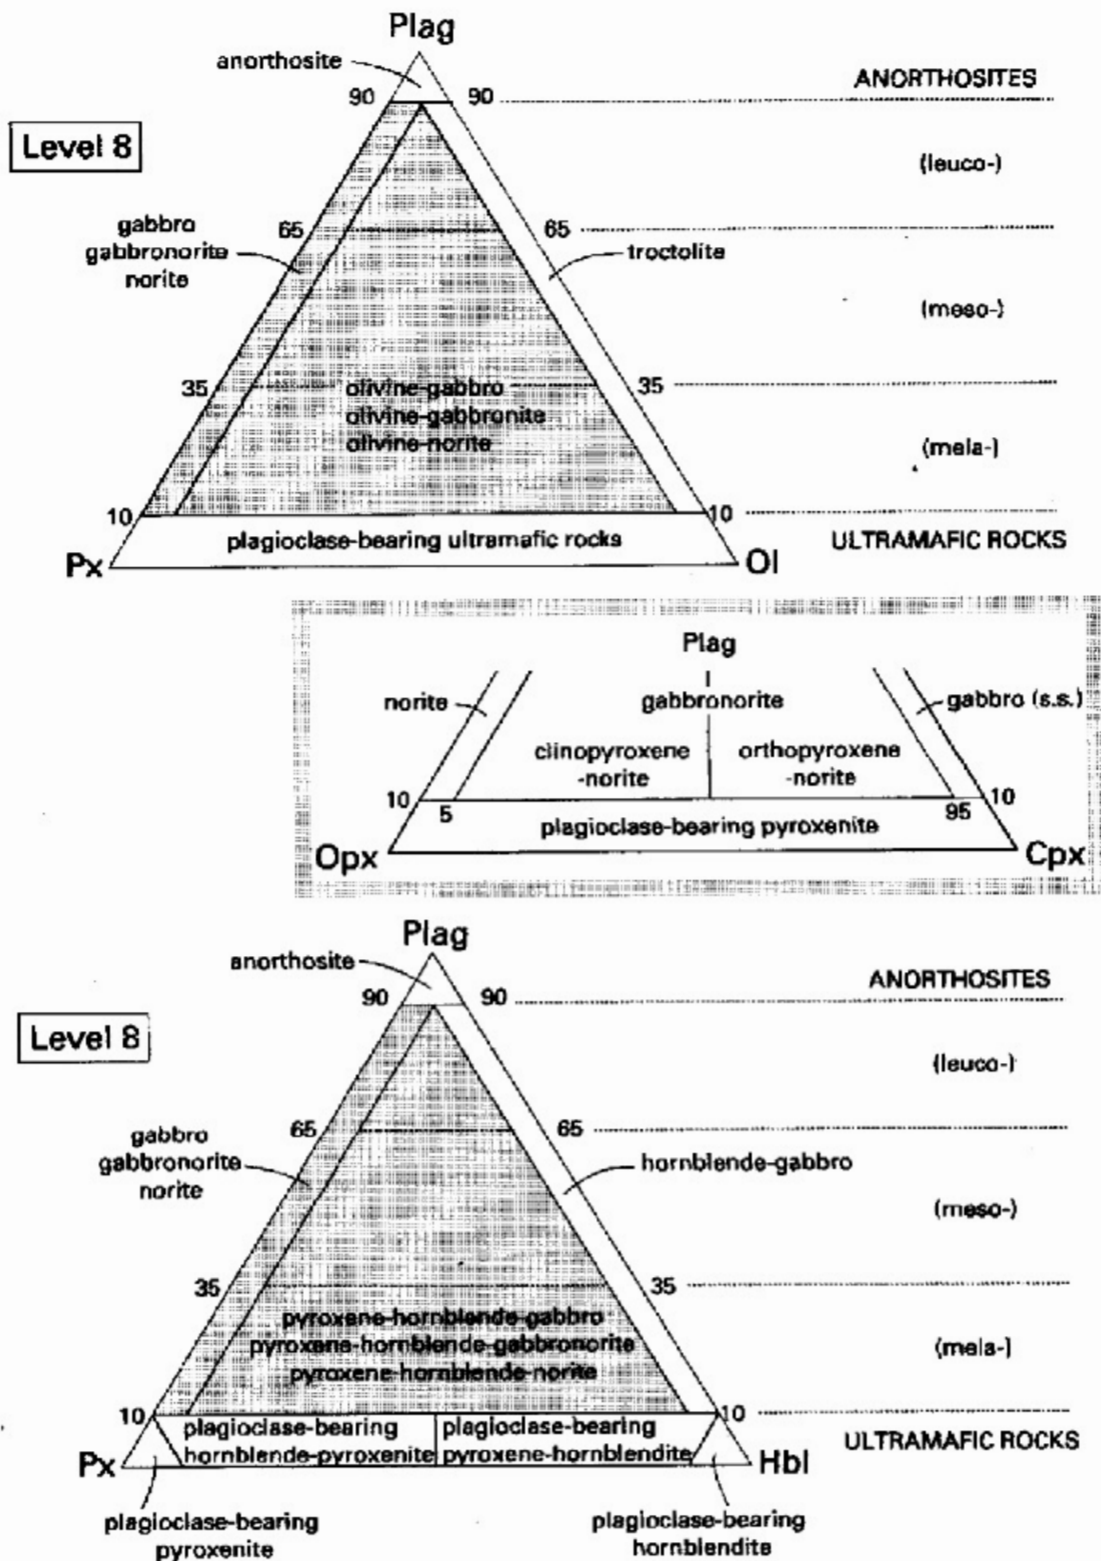 Plag
anorthosite
ANORTHOSITES
90
90
Level 8
(leuco-)
gabbro
gabbronorite
norite
65
65
troctolite
(meso-)
35
35
olivine-gabbro
olivine-gabbronite
olivine-norite
(mela-)
10
10
plagioclase-bearing ultramafic rocks
ULTRAMAFIC ROCKS
Px
Ol
Plag
norite
gabbronorite
gabbro (s.s.)
clinopyroxene
-norite
orthopyroxene
-norite
10
10
5
95
plagioclase-bearing pyroxenite
Opx
Cpx
Plag
anorthosite
ANORTHOSITES
90
90
Level 8
(leuco-)
65
65
gabbro
gabbronorite
norite
hornblende-gabbro
(meso-)
35
35
pyroxene-hornblende-gabbro
pyroxene-hornblende-gabbronorite
pyroxene-hornblende-norite
(mela-)
10
10
plagioclase-bearing
hornblende-pyroxenite
plagioclase-bearing
pyroxene-hornblendite
ULTRAMAFIC ROCKS
Px
Hbl
plagioclase-bearing
pyroxenite
plagioclase-bearing
hornblendite